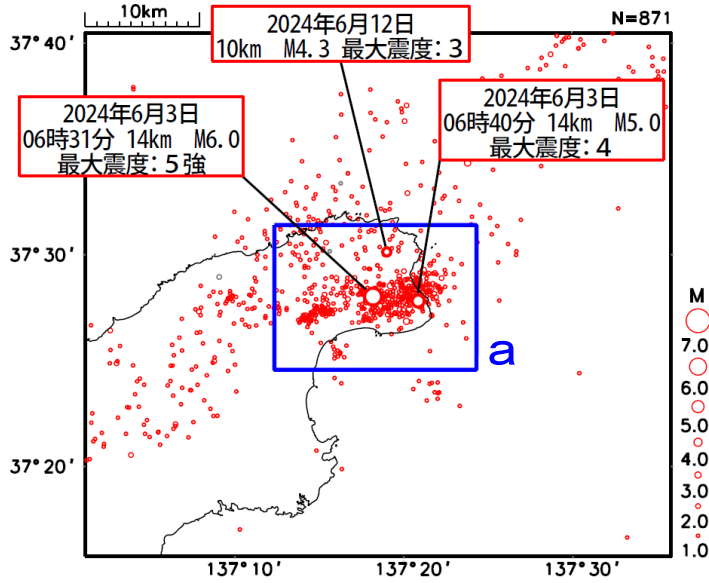 10km
N=871
37°40′
2024年6月12日
10km M4.3 最大震度:3
2024年6月3日
06時31分 14km M6.0
最大震度:5強
2024年6月3日
06時40分 14km M5.0
最大震度:4
37°30′
a
M
7.0
6.0
5.0
4.0
3.0
2.0
1.0
37°20′
137°10′
137°20′
137°30′